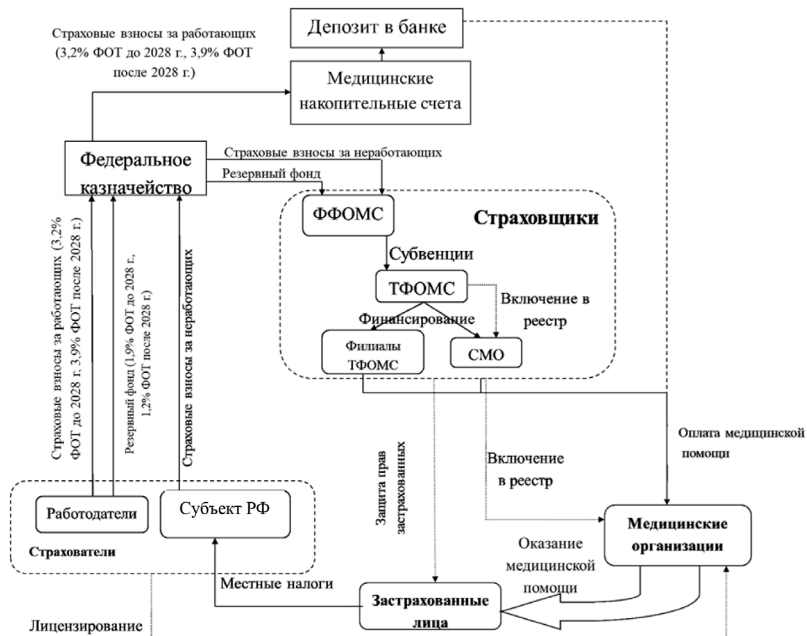 Страховые взносы за работающих
(3,2% ФОТ до 2028 г., 3,9% ФОТ
после 2028 г.)
Депозит в банке
Медицинские
накопительные счета
Федеральное
казначейство
Страховые взносы за неработающих
Резервный фонд
ФФОМС
Страховщики
Субвенции
ТФОМС
Включение в
реестр
Финансирование
Филиалы
ТФОМС
СМО
Страховые взносы за работающих (3,2%
ФОТ до 2028 г, 3,9% ФОТ после 2028 г.)
Резервный фонд (1,9% ФОТ до 2028 г.,
1,2% ФОТ после 2028 г.)
Страховые взносы за неработающих
Оплата медицинской
помощи
Защита прав
застрахованных
Включение
в реестр
Работодатели
Субъект РФ
Страхователи
Медицинские
организации
Оказание
медицинской
помощи
Местные налоги
Застрахованные
лица
Лицензирование